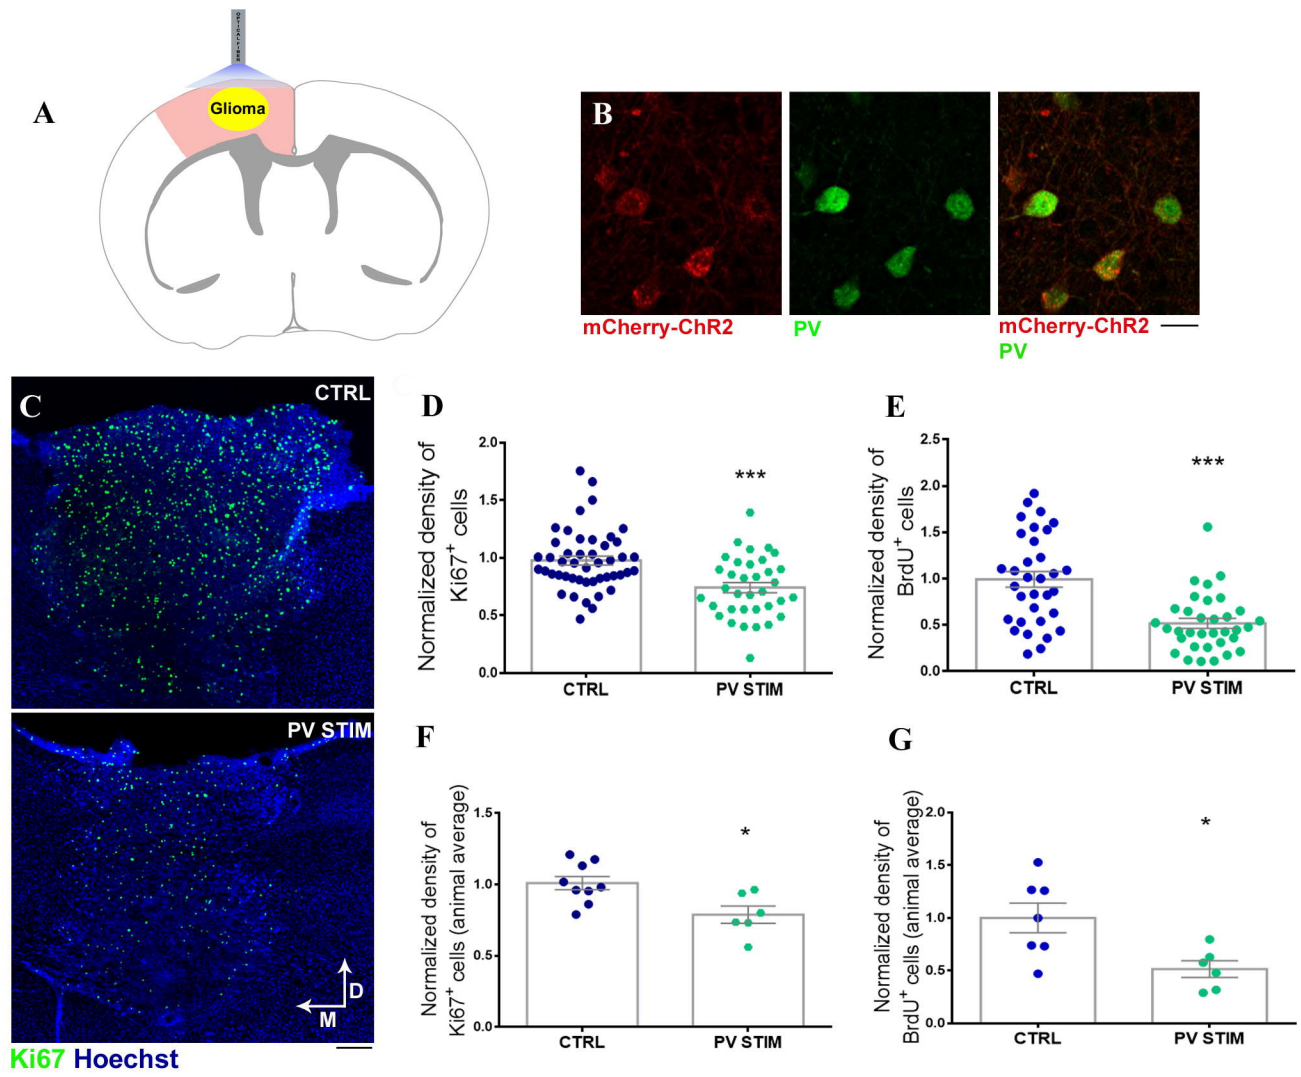 OPTICAL FIBER
A
Glioma
B
mCherry-ChR2
PV
mCherry-ChR2
PV
C
CTRL
PV STIM
D
M
Ki67 Hoechst
D
Normalized density of
Ki67+ cells
2.0
1.5
1.0
0.5
0.0
***
CTRL
PV STIM
E
Normalized density of
BrdU+ cells
2.5
2.0
1.5
1.0
0.5
0.0
***
CTRL
PV STIM
F
Normalized density of
Ki67+ cells (animal average)
1.5
1.0
0.5
0.0
*
CTRL
PV STIM
G
Normalized density of
BrdU+ cells (animal average)
2.0
1.5
1.0
0.5
0.0
*
CTRL
PV STIM